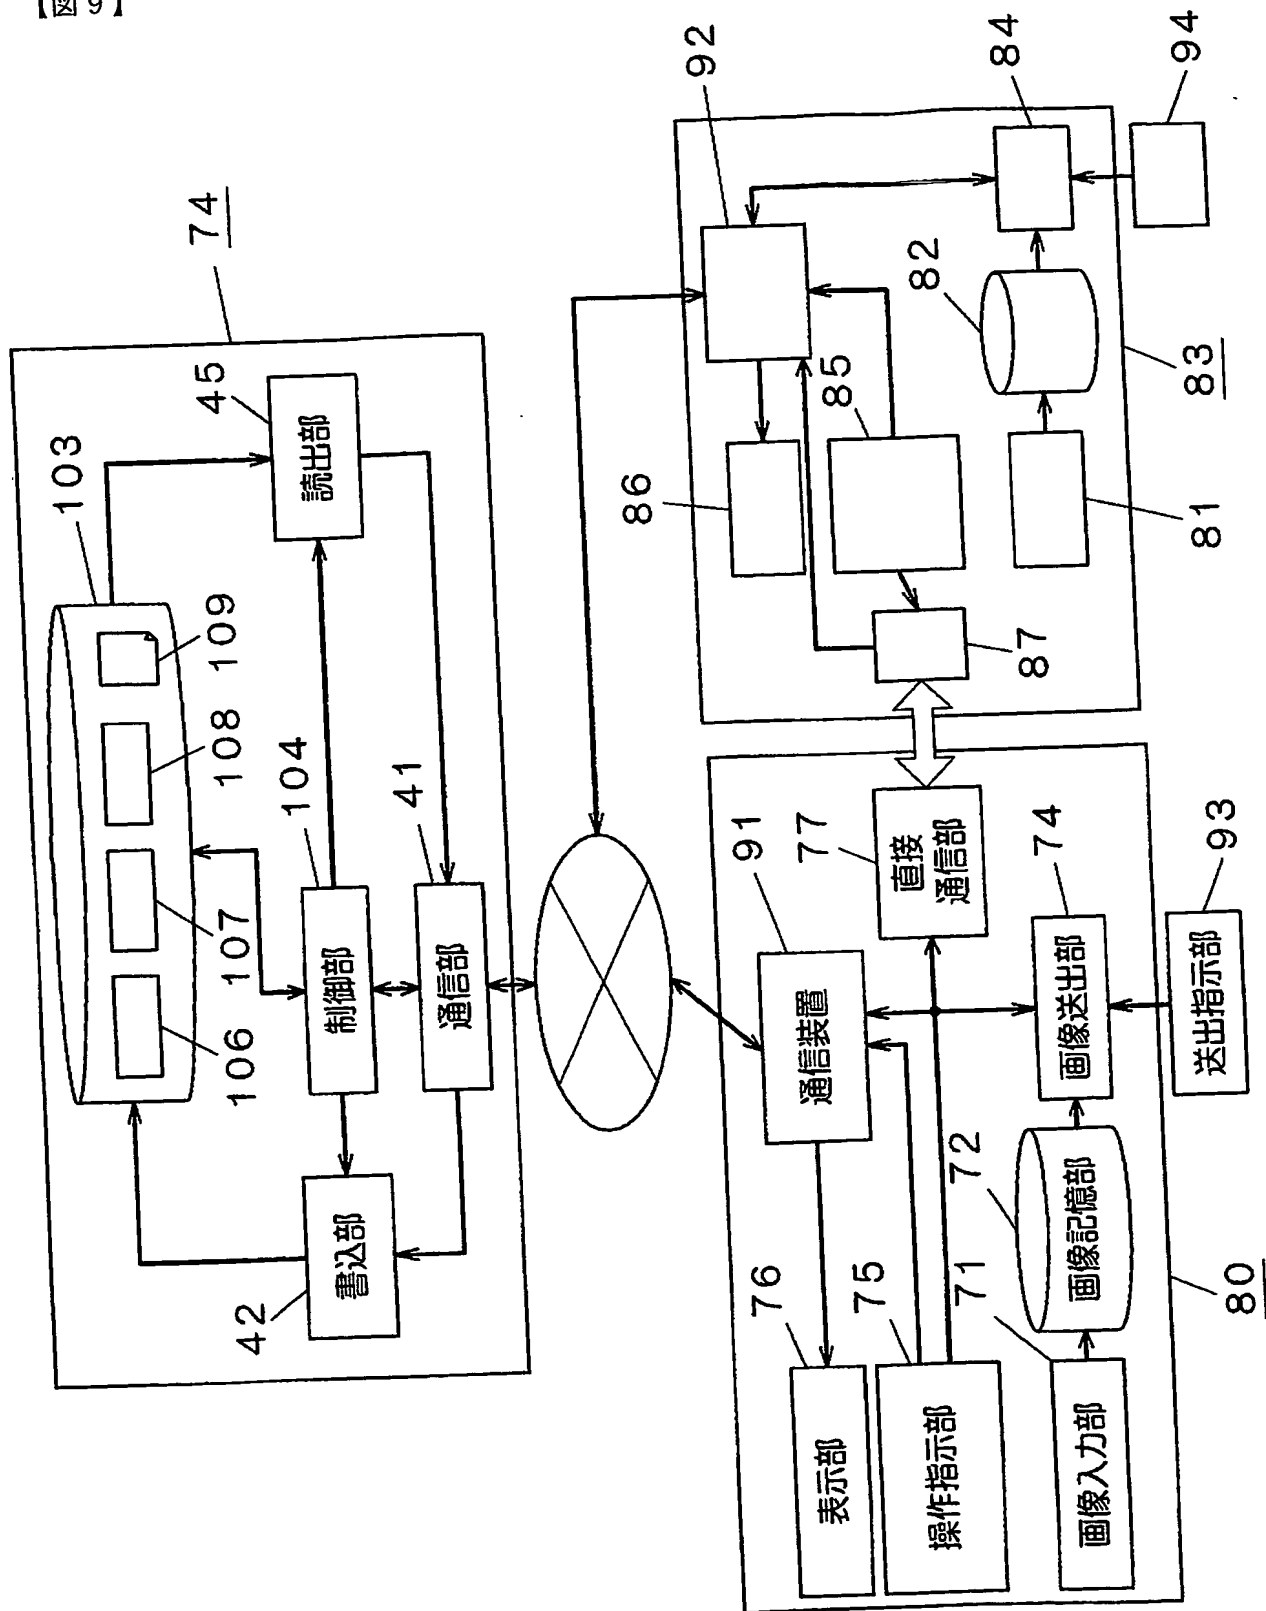 【図9】
74
103
45
読出部
109
108
107
106
104
制御部
41
通信部
42
書込部
92
84
94
82
83
85
86
81
87
91
通信装置
77
直接
通信部
74
画像送出部
93
送出指示部
72
画像記憶部
76
表示部
75
操作指示部
71
画像入力部
80